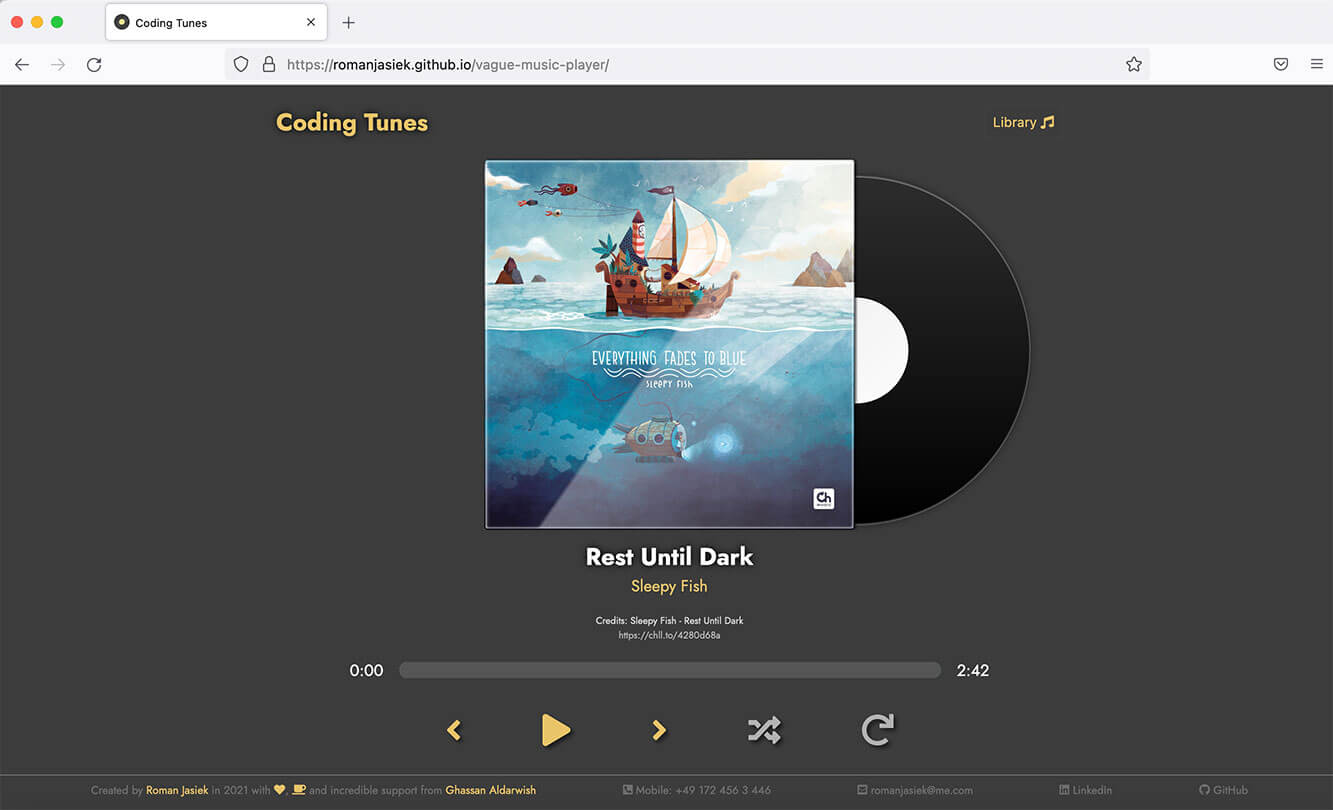 Coding Tunes
https://romanjasiek.github.io/vague-music-player/
Coding Tunes
Library
EVERYTHING FADES TO BLUE
SLEEPY FISH
Ch
Rest Until Dark
Sleepy Fish
Credits: Sleepy Fish - Rest Until Dark
https://chll.to/4280d68a
0:00 2:42
Created by Roman Jasiek in 2021 with , and incredible support from Ghassan Aldarwish Mobile: +49 172 456 3 446 romanjasiek@me.com LinkedIn GitHub